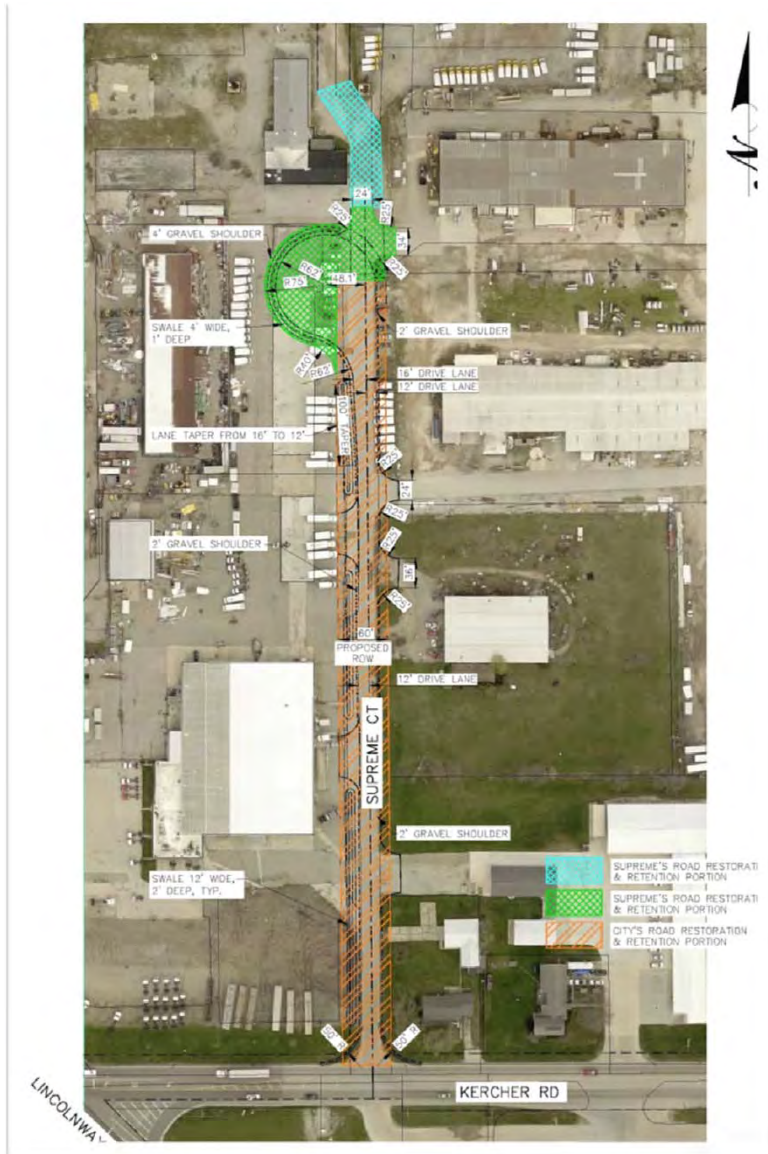 N
24'
R25'
R25'
4' GRAVEL SHOULDER
34'
R25'
R62'
R75'
48.1'
SWALE 4' WIDE,
1' DEEP
2' GRAVEL SHOULDER
R40'
R62'
16' DRIVE LANE
12' DRIVE LANE
100' TAPER
LANE TAPER FROM 16' TO 12'
R25'
24'
R25'
R25'
2' GRAVEL SHOULDER
36'
R25'
60'
PROPOSED
ROW
12' DRIVE LANE
SUPREME CT
2' GRAVEL SHOULDER
SUPREME'S ROAD RESTORATI
& RETENTION PORTION
SWALE 12' WIDE,
2' DEEP, TYP.
SUPREME'S ROAD RESTORATI
& RETENTION PORTION
CITY'S ROAD RESTORATION
& RETENTION PORTION
50' R
50' R
KERCHER RD
LINCOLNWAY